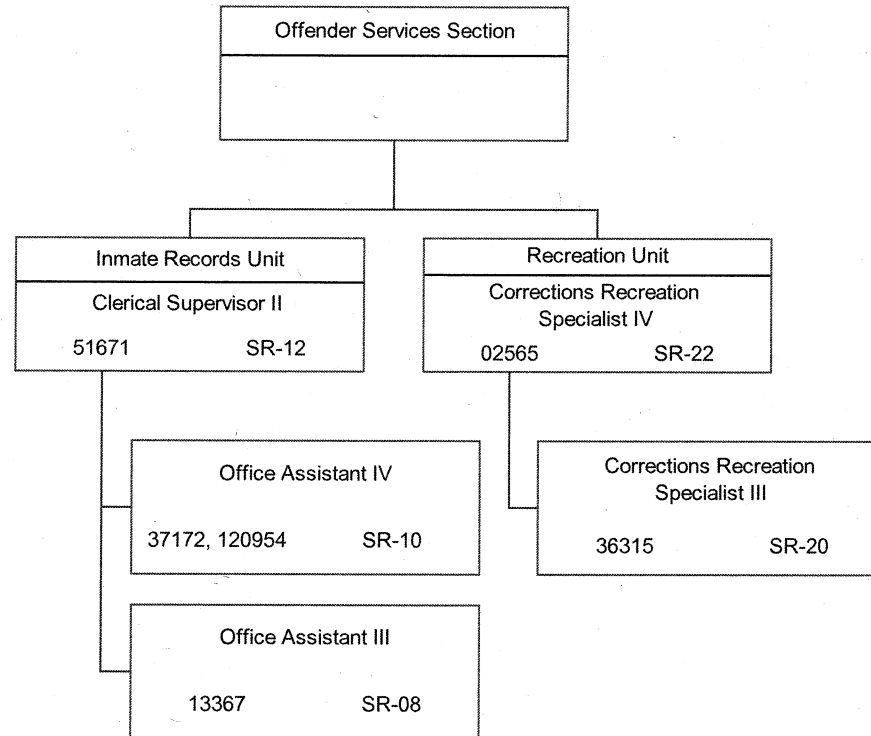 Offender Services Section
Inmate Records Unit
Clerical Supervisor II
51671 SR-12
Recreation Unit
Corrections Recreation
Specialist IV
02565 SR-22
Office Assistant IV
37172, 120954 SR-10
Office Assistant III
13367 SR-08
Corrections Recreation
Specialist III
36315 SR-20